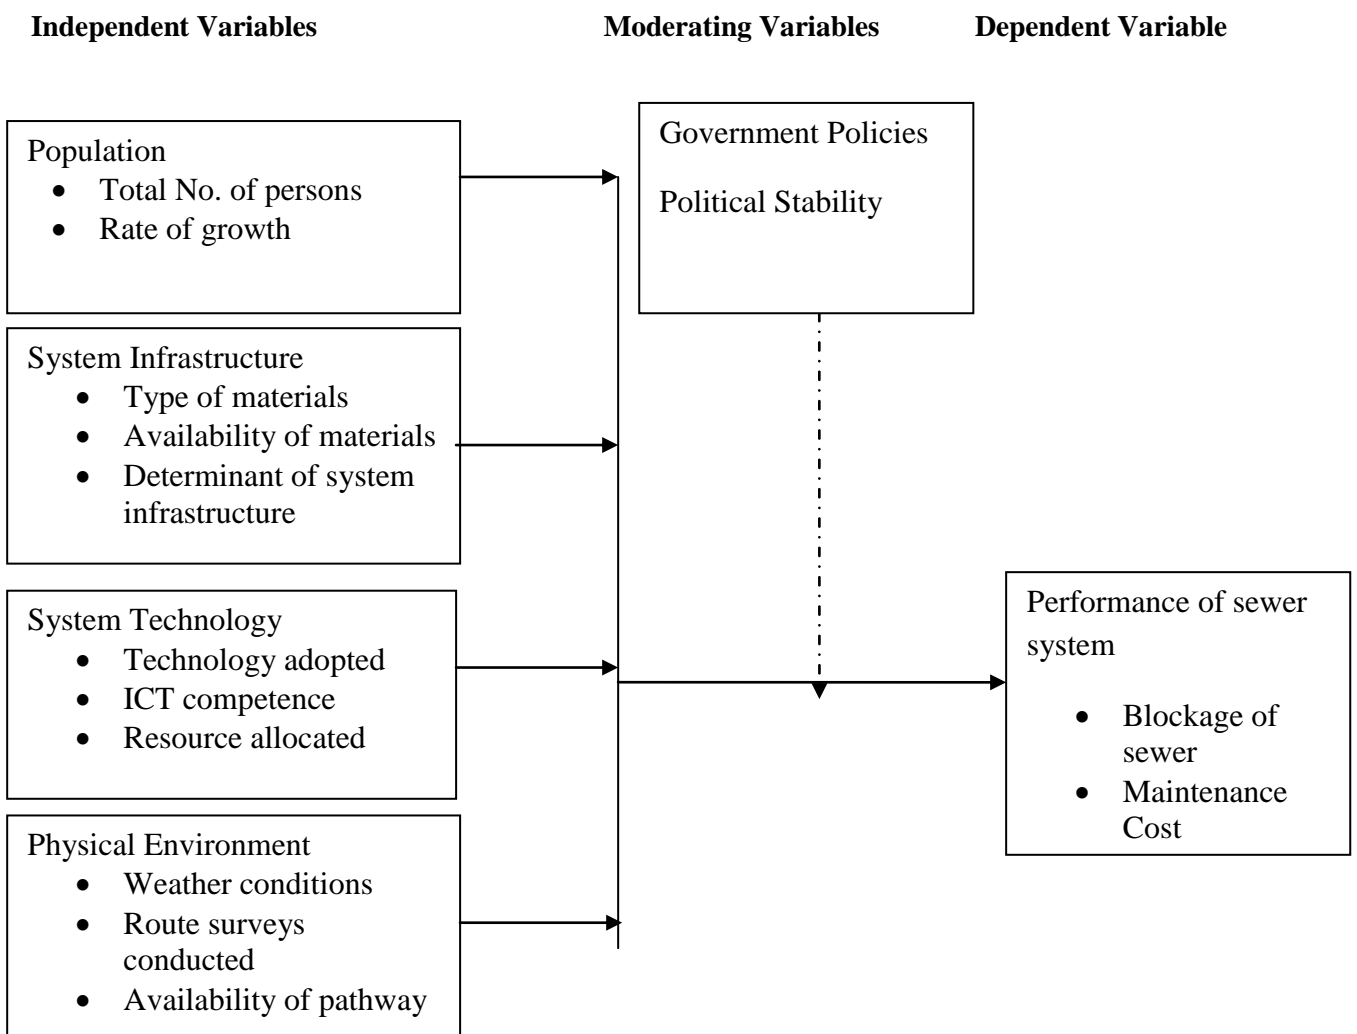 Independent Variables
Moderating Variables
Dependent Variable
Population
• Total No. of persons
• Rate of growth
System Infrastructure
• Type of materials
• Availability of materials
• Determinant of system
infrastructure
System Technology
• Technology adopted
• ICT competence
• Resource allocated
Physical Environment
• Weather conditions
• Route surveys
conducted
• Availability of pathway
Government Policies
Political Stability
Performance of sewer
system
• Blockage of
sewer
• Maintenance
Cost